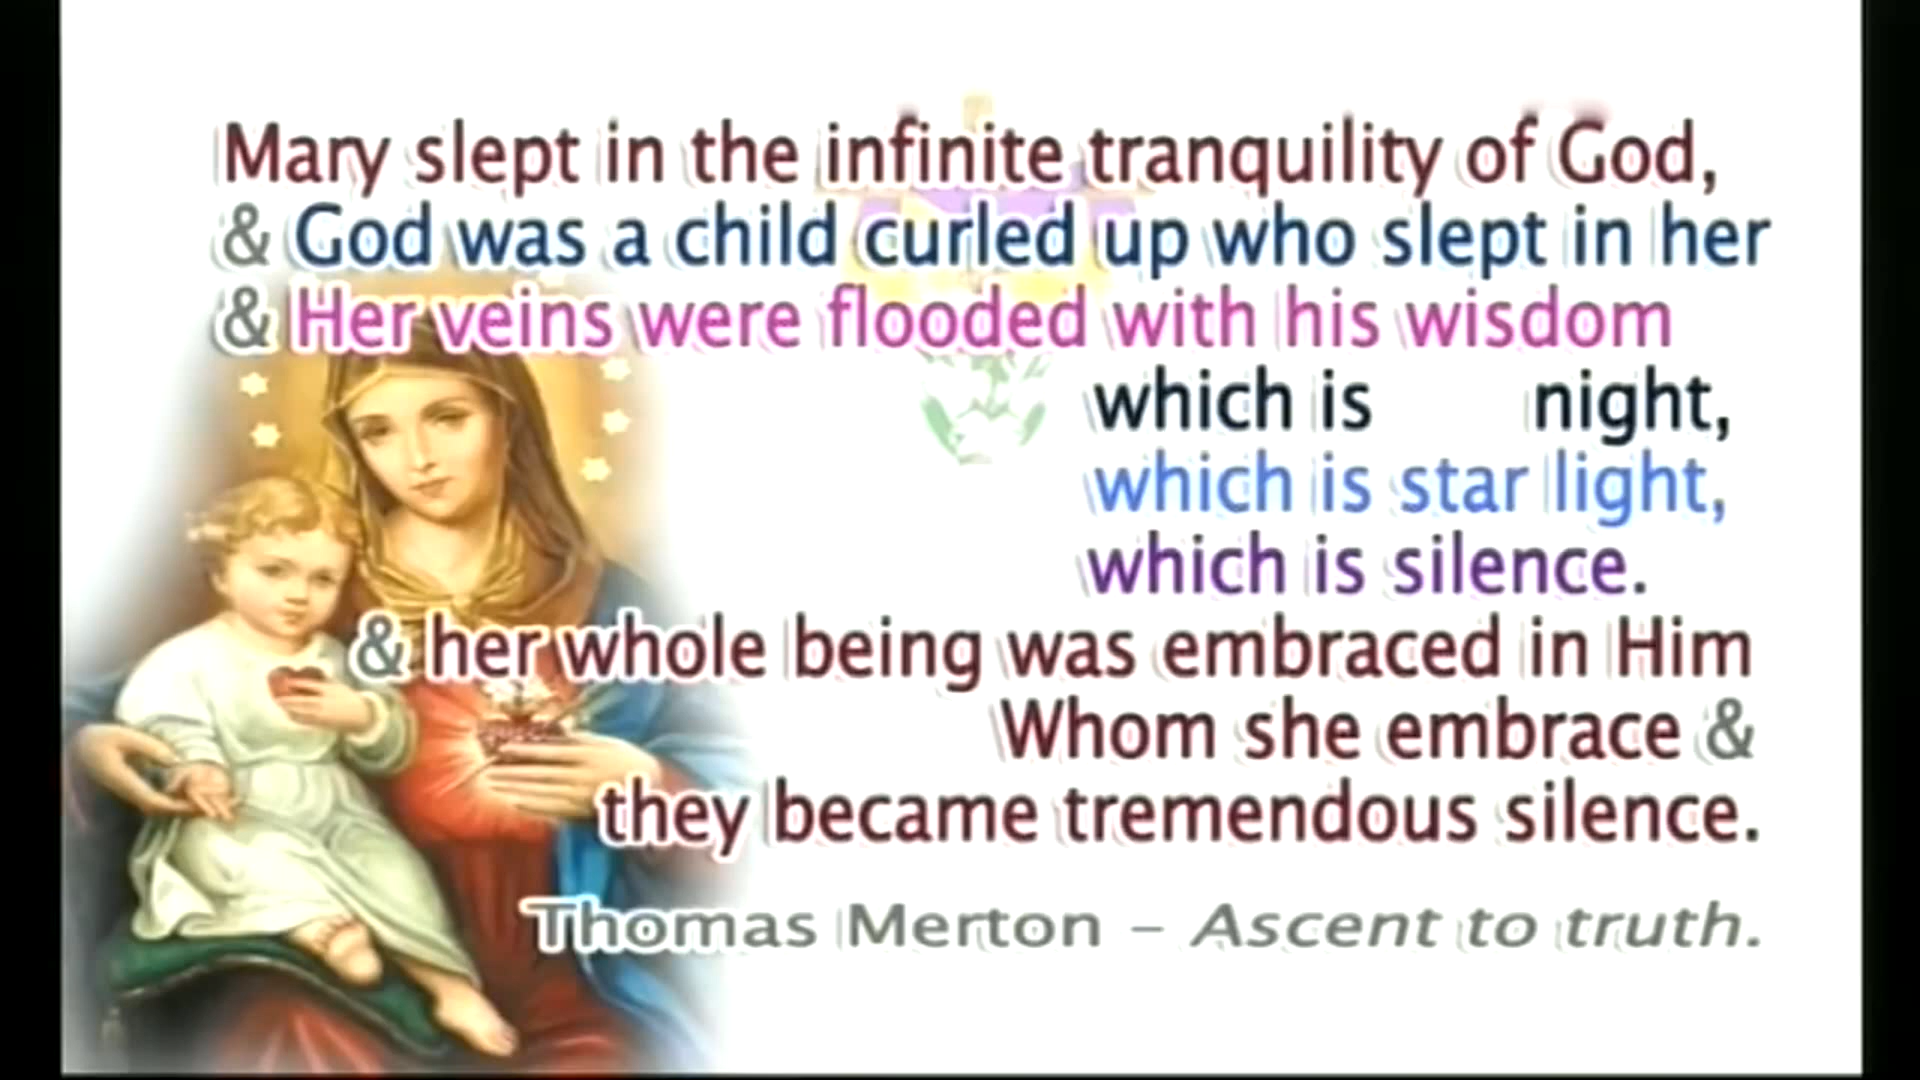 Mary slept in the infinite tranquility of God,
& God was a child curled up who slept in her
& Her veins were flooded with his wisdom
which is night,
which is star light,
which is silence.
& her whole being was embraced in Him
Whom she embrace &
they became tremendous silence.
Thomas Merton – Ascent to truth.